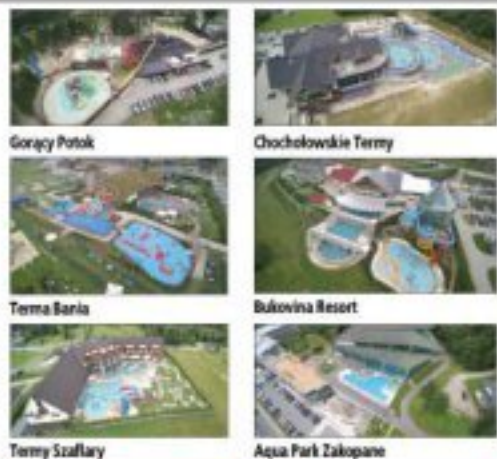 Gorący Potok
Chochołowskie Termy
Terma Bania
Bukovina Resort
Termy Szaflary
Aqua Park Zakopane